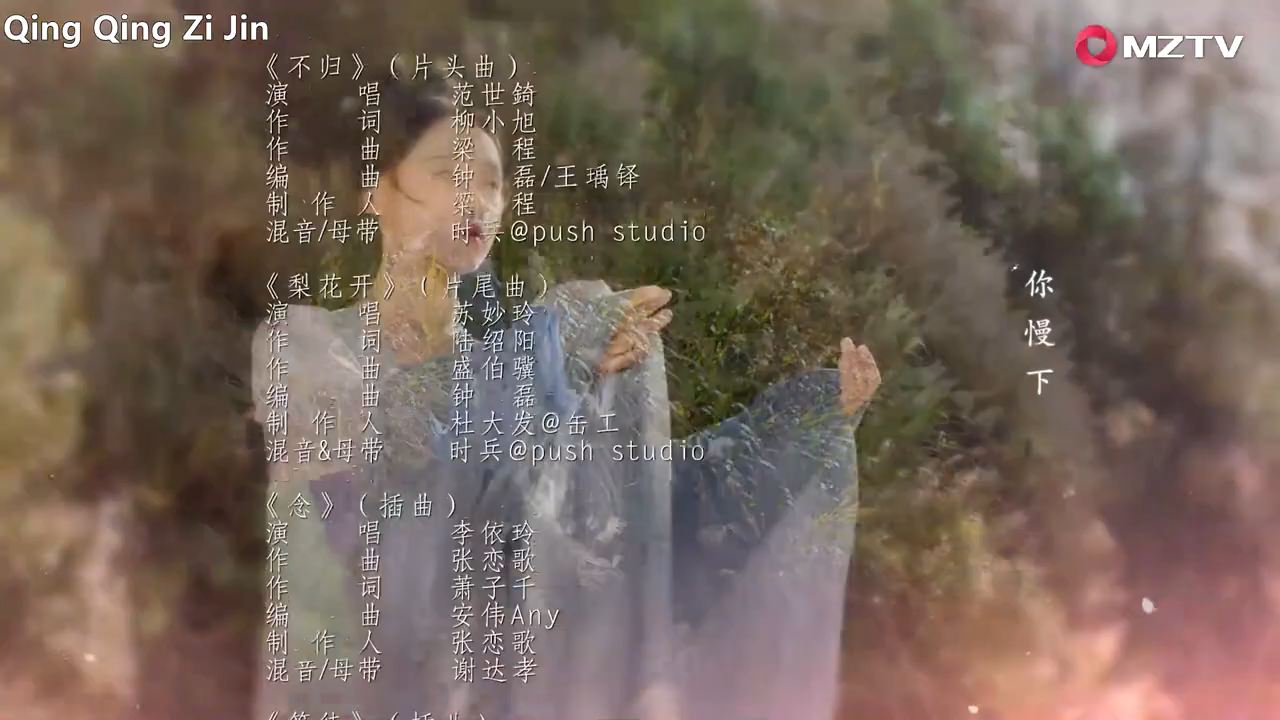 Qing Qing Zi Jin
MZTV
《不归》（片头曲）
演 唱 范世錡
作 词 柳小旭
作 曲 梁 程
编 曲 钟 磊/王瑀铎
制 作 人 梁 程
混音/母带 时兵@push studio
《梨花开》（片尾曲）
演 唱 苏妙玲
作 词 陆绍阳
作 曲 盛伯骥
编 曲 钟 磊
制 作 人 杜大发@缶工
混音&母带 时兵@push studio
《念》（插曲）
演 唱 李依玲
作 曲 张恋歌
作 词 萧子千
编 曲 安伟Any
制 作 人 张恋歌
混音/母带 谢达孝
你慢下